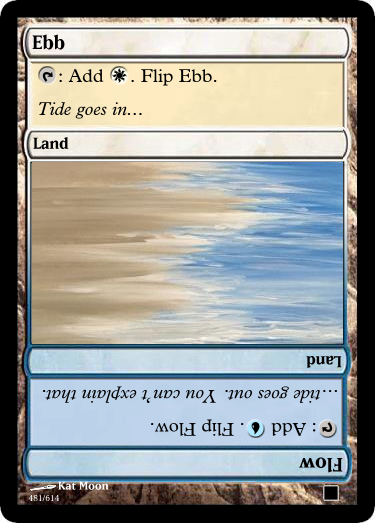 Ebb
: Add . Flip Ebb.
Tide goes in…
Land
Land
…tide goes out. You can't explain that.
: Add . Flip Flow.
Flow
Kat Moon
481/614